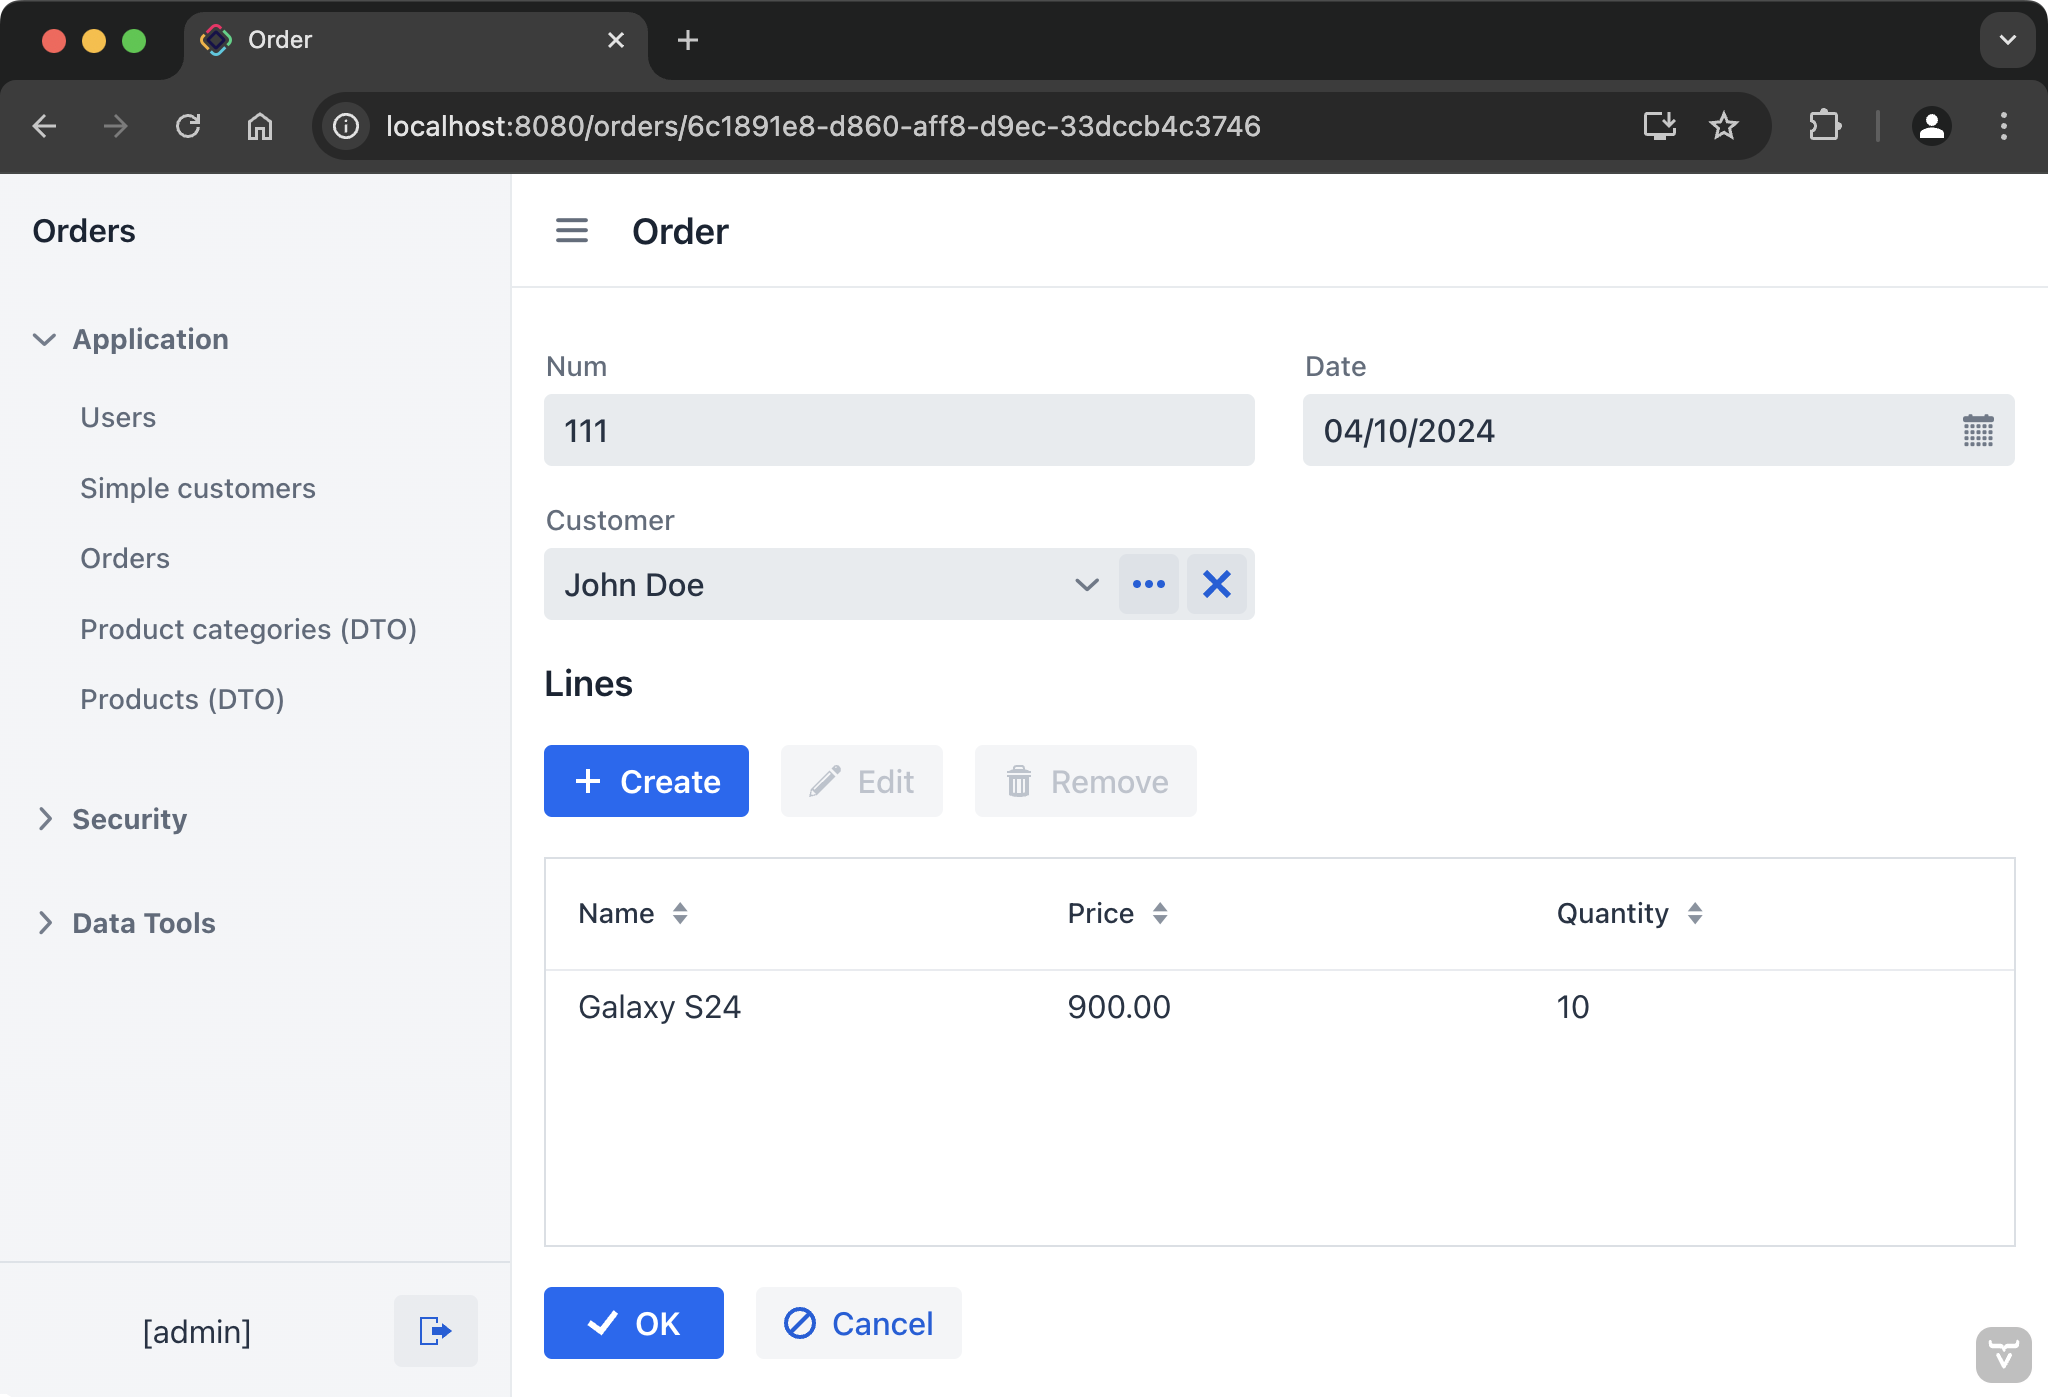 Order
localhost:8080/orders/6c1891e8-d860-aff8-d9ec-33dccb4c3746
Orders
Application
Users
Simple customers
Orders
Product categories (DTO)
Products (DTO)
Security
Data Tools
[admin]
Order
Num
Date
111
04/10/2024
Customer
John Doe
Lines
Create Edit Remove
Name Price Quantity
Galaxy S24 900.00 10
OK Cancel